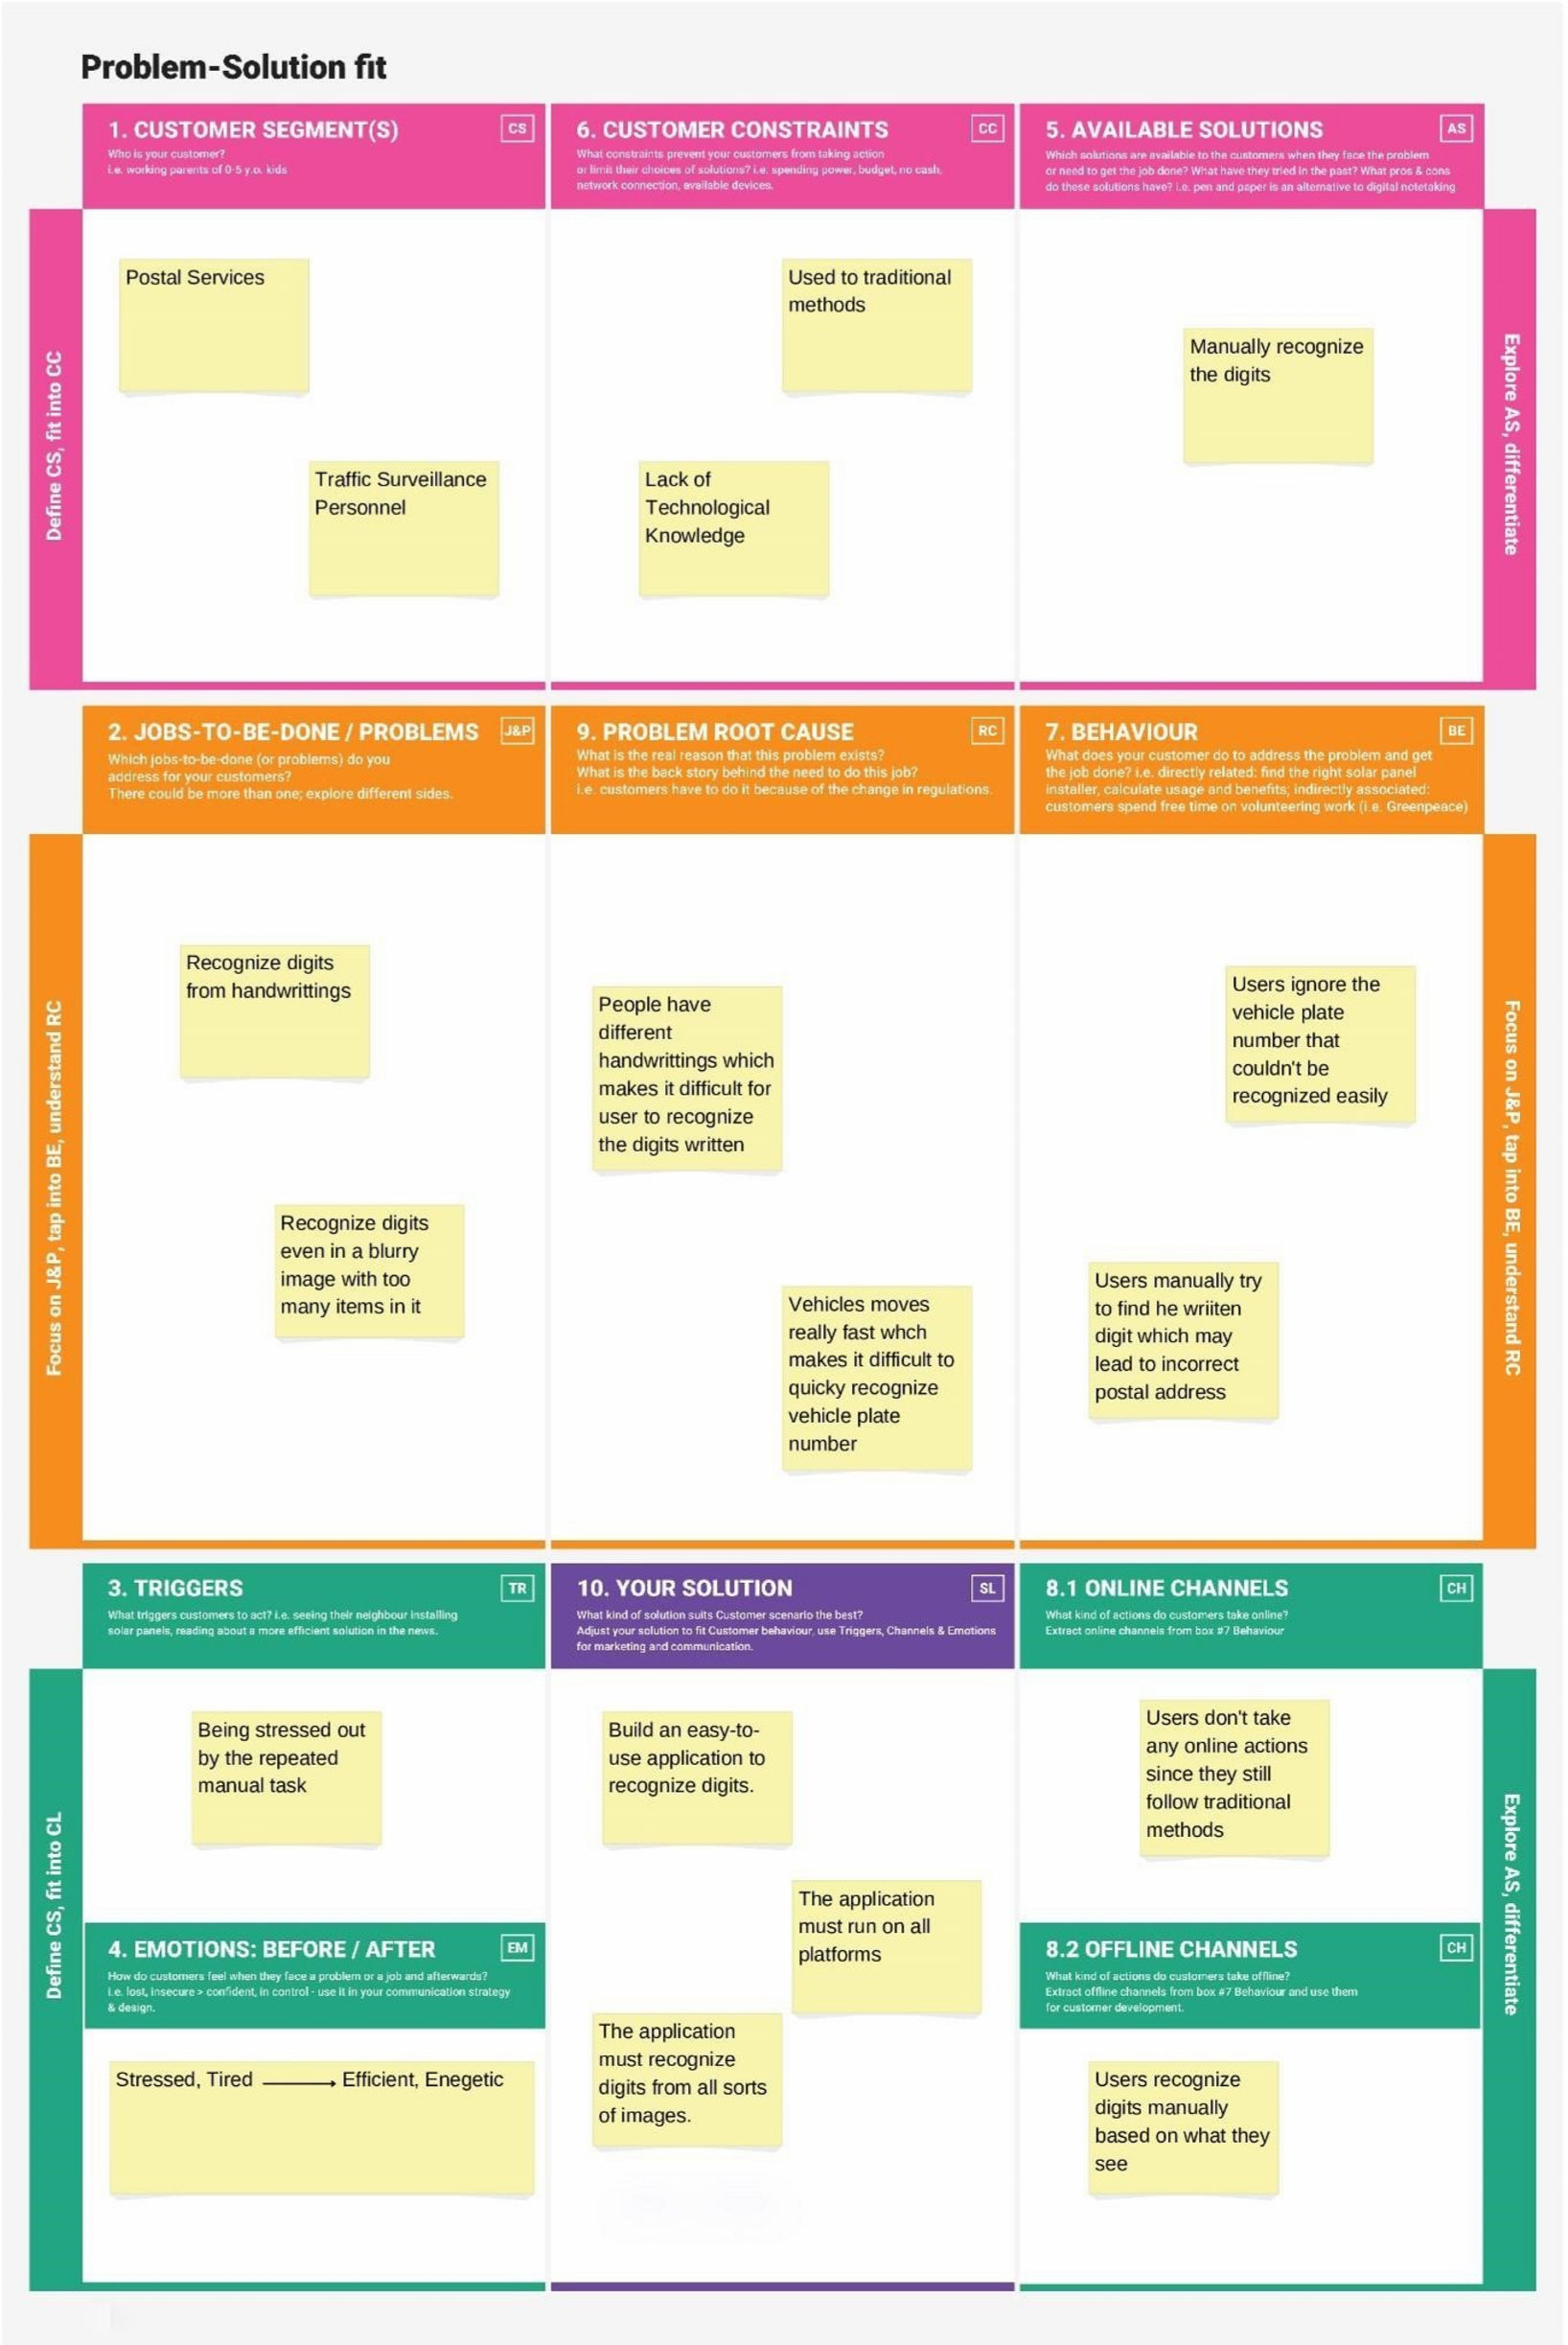 Problem-Solution fit
1. CUSTOMER SEGMENT(S)
CS
Who is your customer?
i.e. working parents of 0-5 y.o. kids
6. CUSTOMER CONSTRAINTS
CC
What constraints prevent your customers from taking action
or limit their choices of solutions? i.e. spending power, budget, no cash,
network connection, available devices.
5. AVAILABLE SOLUTIONS
AS
Which solutions are available to the customers when they face the problem
or need to get the job done? What have they tried in the past? What pros & cons
do these solutions have? i.e. pen and paper is an alternative to digital notetaking
Define CS, fit into CC
Postal Services
Traffic Surveillance
Personnel
Used to traditional
methods
Lack of
Technological
Knowledge
Manually recognize
the digits
Explore AS, differentiate
2. JOBS-TO-BE-DONE / PROBLEMS
J&P
Which jobs-to-be-done (or problems) do you
address for your customers?
There could be more than one; explore different sides.
9. PROBLEM ROOT CAUSE
RC
What is the real reason that this problem exists?
What is the back story behind the need to do this job?
i.e. customers have to do it because of the change in regulations.
7. BEHAVIOUR
BE
What does your customer do to address the problem and get
the job done? i.e. directly related: find the right solar panel
installer, calculate usage and benefits; indirectly associated:
customers spend free time on volunteering work (i.e. Greenpeace)
Focus on J&P, tap into BE, understand RC
Recognize digits
from handwrittings
Recognize digits
even in a blurry
image with too
many items in it
People have
different
handwrittings which
makes it difficult for
user to recognize
the digits written
Vehicles moves
really fast whch
makes it difficult to
quicky recognize
vehicle plate
number
Users ignore the
vehicle plate
number that
couldn't be
recognized easily
Users manually try
to find he wriiten
digit which may
lead to incorrect
postal address
Focus on J&P, tap into BE, understand RC
3. TRIGGERS
TR
What triggers customers to act? i.e. seeing their neighbour installing
solar panels, reading about a more efficient solution in the news.
10. YOUR SOLUTION
SL
What kind of solution suits Customer scenario the best?
Adjust your solution to fit Customer behaviour, use Triggers, Channels & Emotions
for marketing and communication.
8.1 ONLINE CHANNELS
CH
What kind of actions do customers take online?
Extract online channels from box #7 Behaviour
Define CS, fit into CL
Being stressed out
by the repeated
manual task
4. EMOTIONS: BEFORE / AFTER
EM
How do customers feel when they face a problem or a job and afterwards?
i.e. lost, insecure > confident, in control - use it in your communication strategy
& design.
Stressed, Tired ⟶ Efficient, Enegetic
Build an easy-to-
use application to
recognize digits.
The application
must run on all
platforms
The application
must recognize
digits from all sorts
of images.
Users don't take
any online actions
since they still
follow traditional
methods
8.2 OFFLINE CHANNELS
CH
What kind of actions do customers take offline?
Extract offline channels from box #7 Behaviour and use them
for customer development.
Users recognize
digits manually
based on what they
see
Explore AS, differentiate